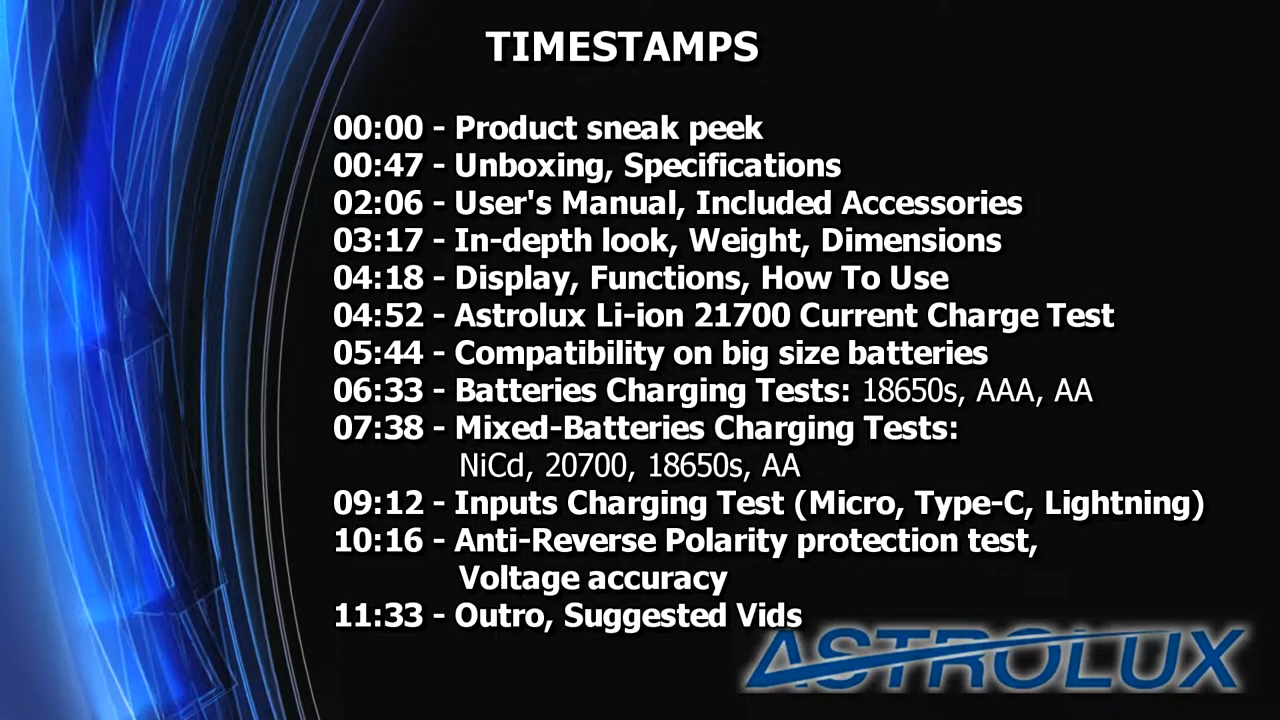 TIMESTAMPS
00:00 - Product sneak peek
00:47 - Unboxing, Specifications
02:06 - User's Manual, Included Accessories
03:17 - In-depth look, Weight, Dimensions
04:18 - Display, Functions, How To Use
04:52 - Astrolux Li-ion 21700 Current Charge Test
05:44 - Compatibility on big size batteries
06:33 - Batteries Charging Tests: 18650s, AAA, AA
07:38 - Mixed-Batteries Charging Tests:
NiCd, 20700, 18650s, AA
09:12 - Inputs Charging Test (Micro, Type-C, Lightning)
10:16 - Anti-Reverse Polarity protection test,
Voltage accuracy
11:33 - Outro, Suggested Vids
ASTROLUX